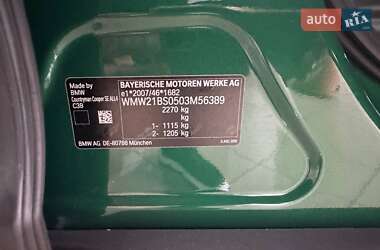 auto RIA
Made by
BMW
Countryman Cooper SE ALL4
C3B
BAYERISCHE MOTOREN WERKE AG
e1*2007/46*1682
WMW21BS0503M56389
2270 kg
kg
1- 1115 kg
2- 1205 kg
BMW AG DE-80788 München